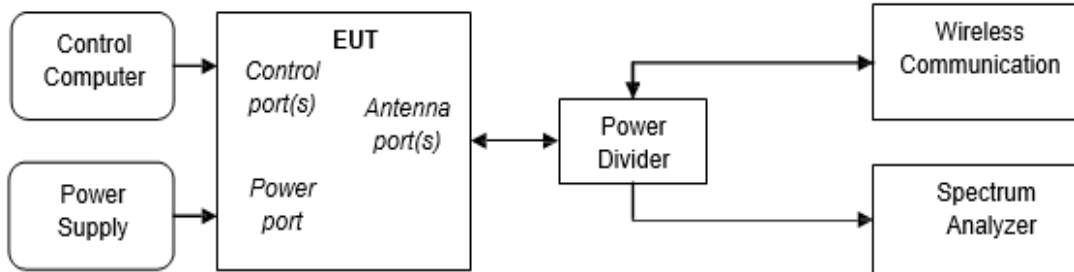 Control
Computer
EUT
Control
port(s)
Antenna
port(s)
Power
port
Power
Supply
Power
Divider
Wireless
Communication
Spectrum
Analyzer